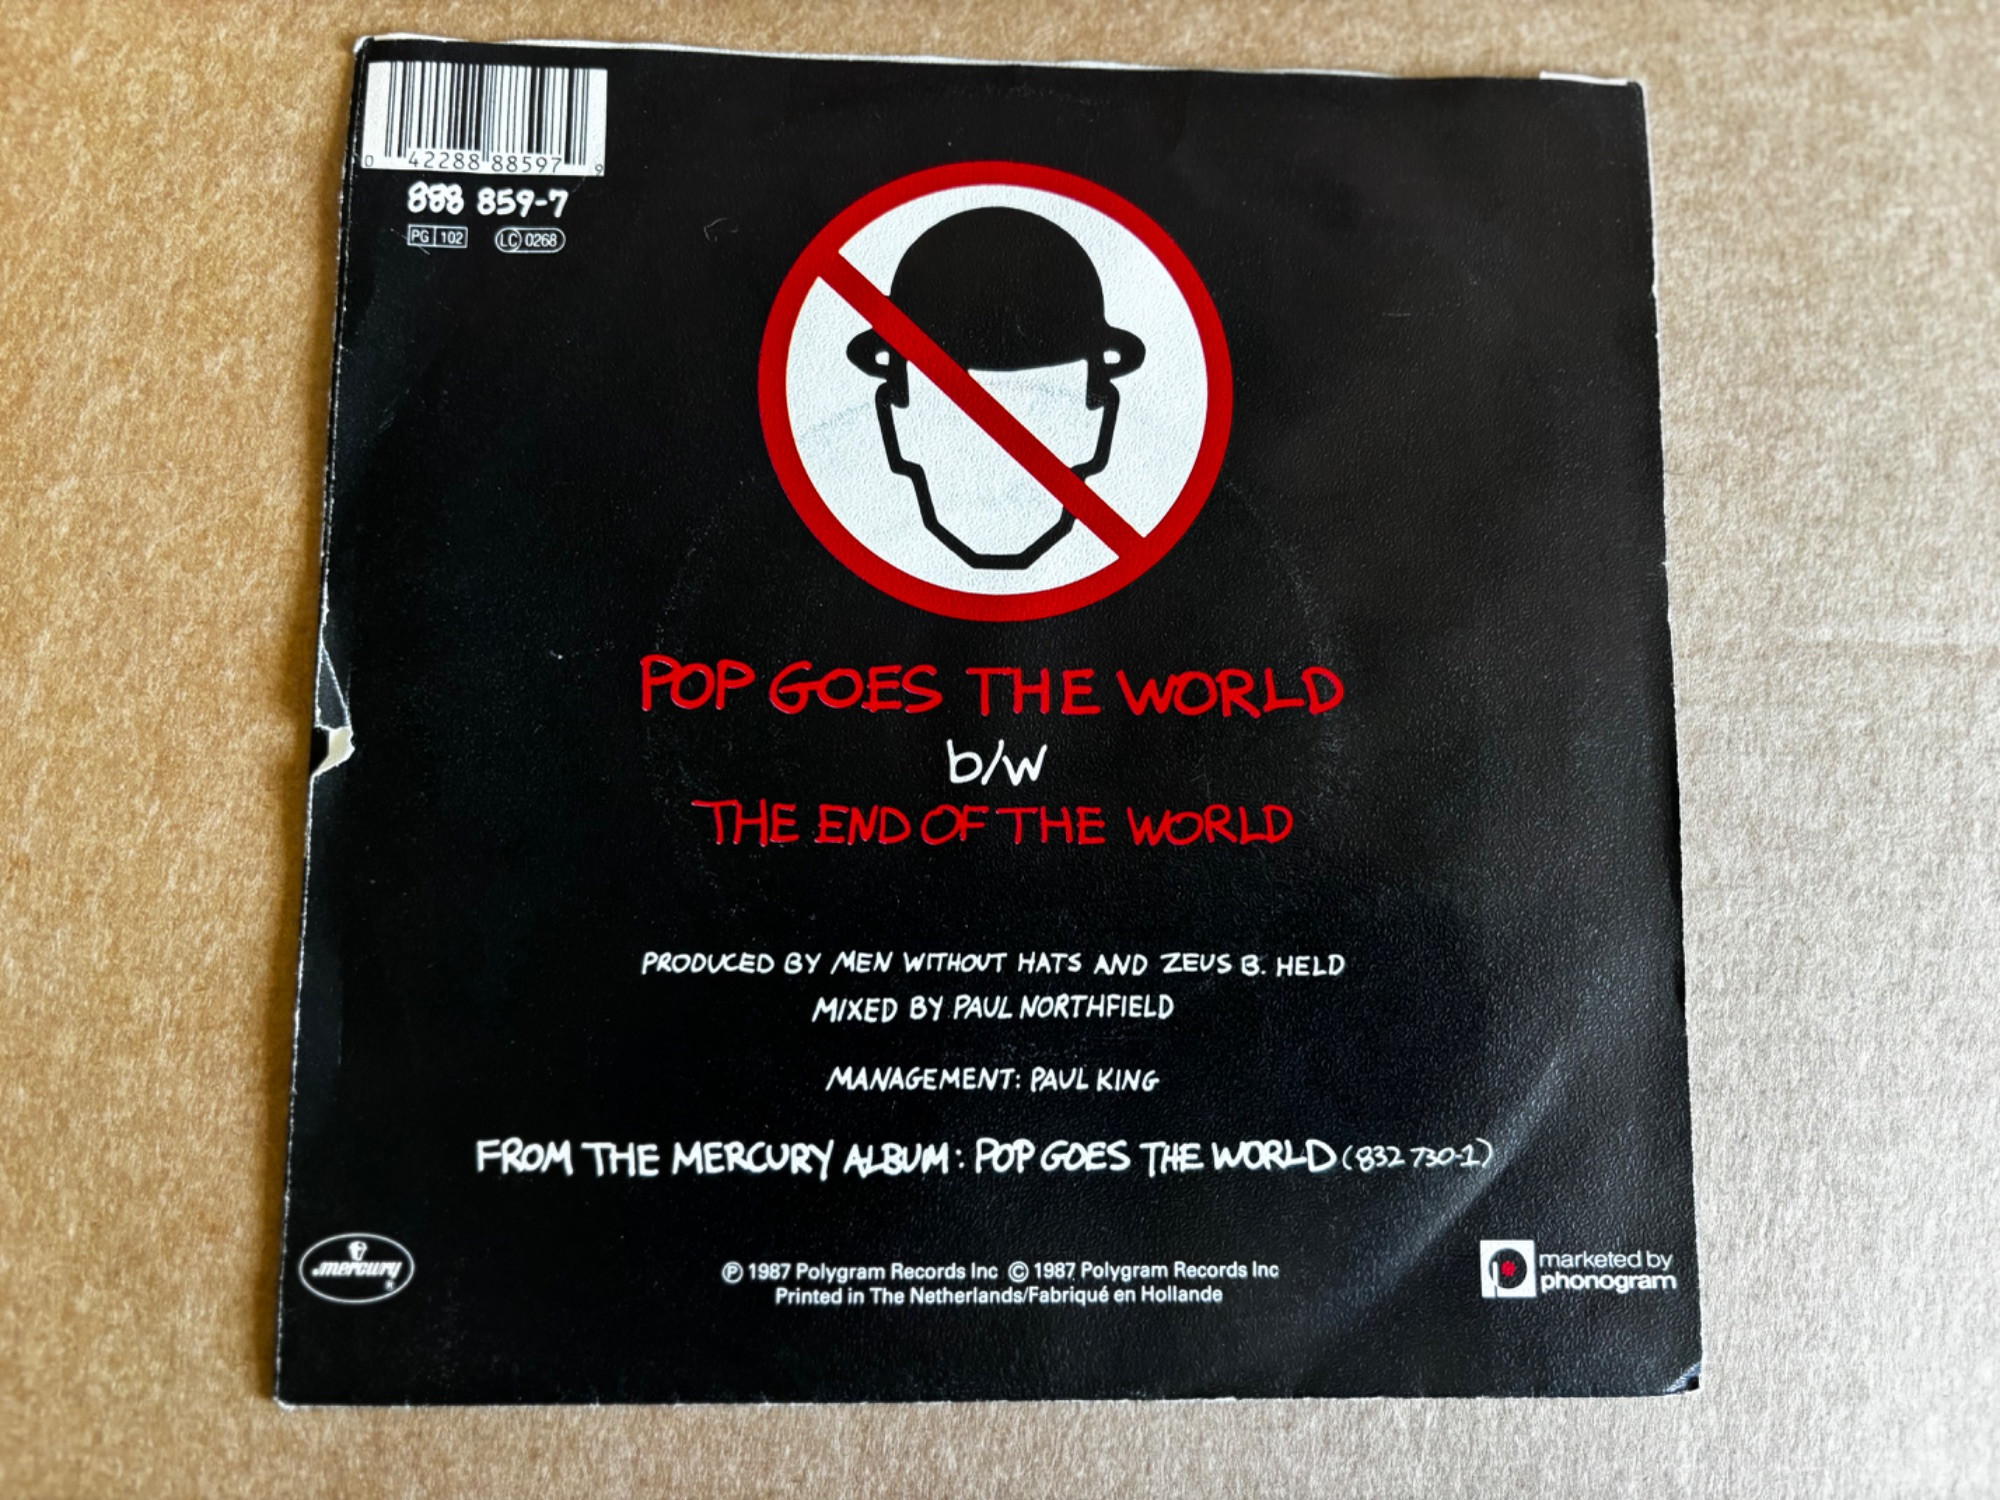 0 42288 88597 9
888 859-7
PG 102 LC 0268
POP GOES THE WORLD
b/w
THE END OF THE WORLD
PRODUCED BY MEN WITHOUT HATS AND ZEUS B. HELD
MIXED BY PAUL NORTHFIELD
MANAGEMENT: PAUL KING
FROM THE MERCURY ALBUM: POP GOES THE WORLD (832 730-1)
mercury ®
℗ 1987 Polygram Records Inc © 1987 Polygram Records Inc
Printed in The Netherlands/Fabriqué en Hollande
marketed by
phonogram